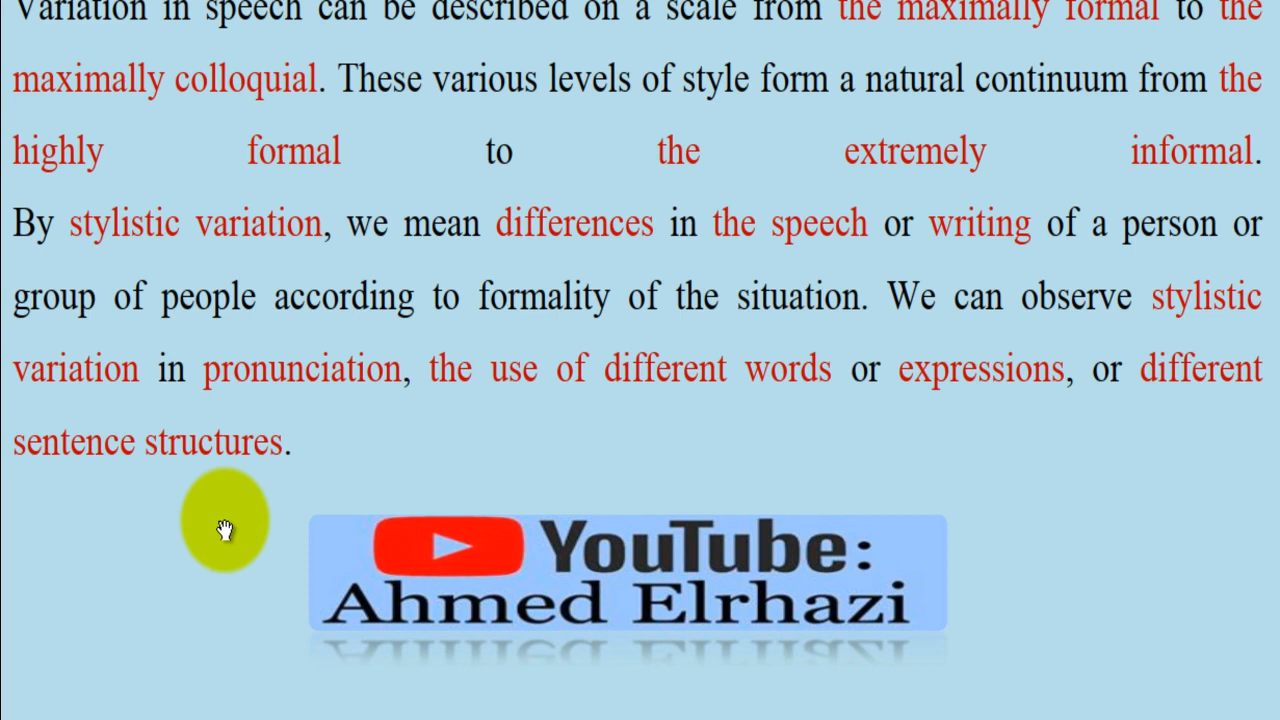 Variation in speech can be described on a scale from the maximally formal to the
maximally colloquial. These various levels of style form a natural continuum from the
highly formal to the extremely informal.
By stylistic variation, we mean differences in the speech or writing of a person or
group of people according to formality of the situation. We can observe stylistic
variation in pronunciation, the use of different words or expressions, or different
sentence structures.
YouTube:
Ahmed Elrhazi